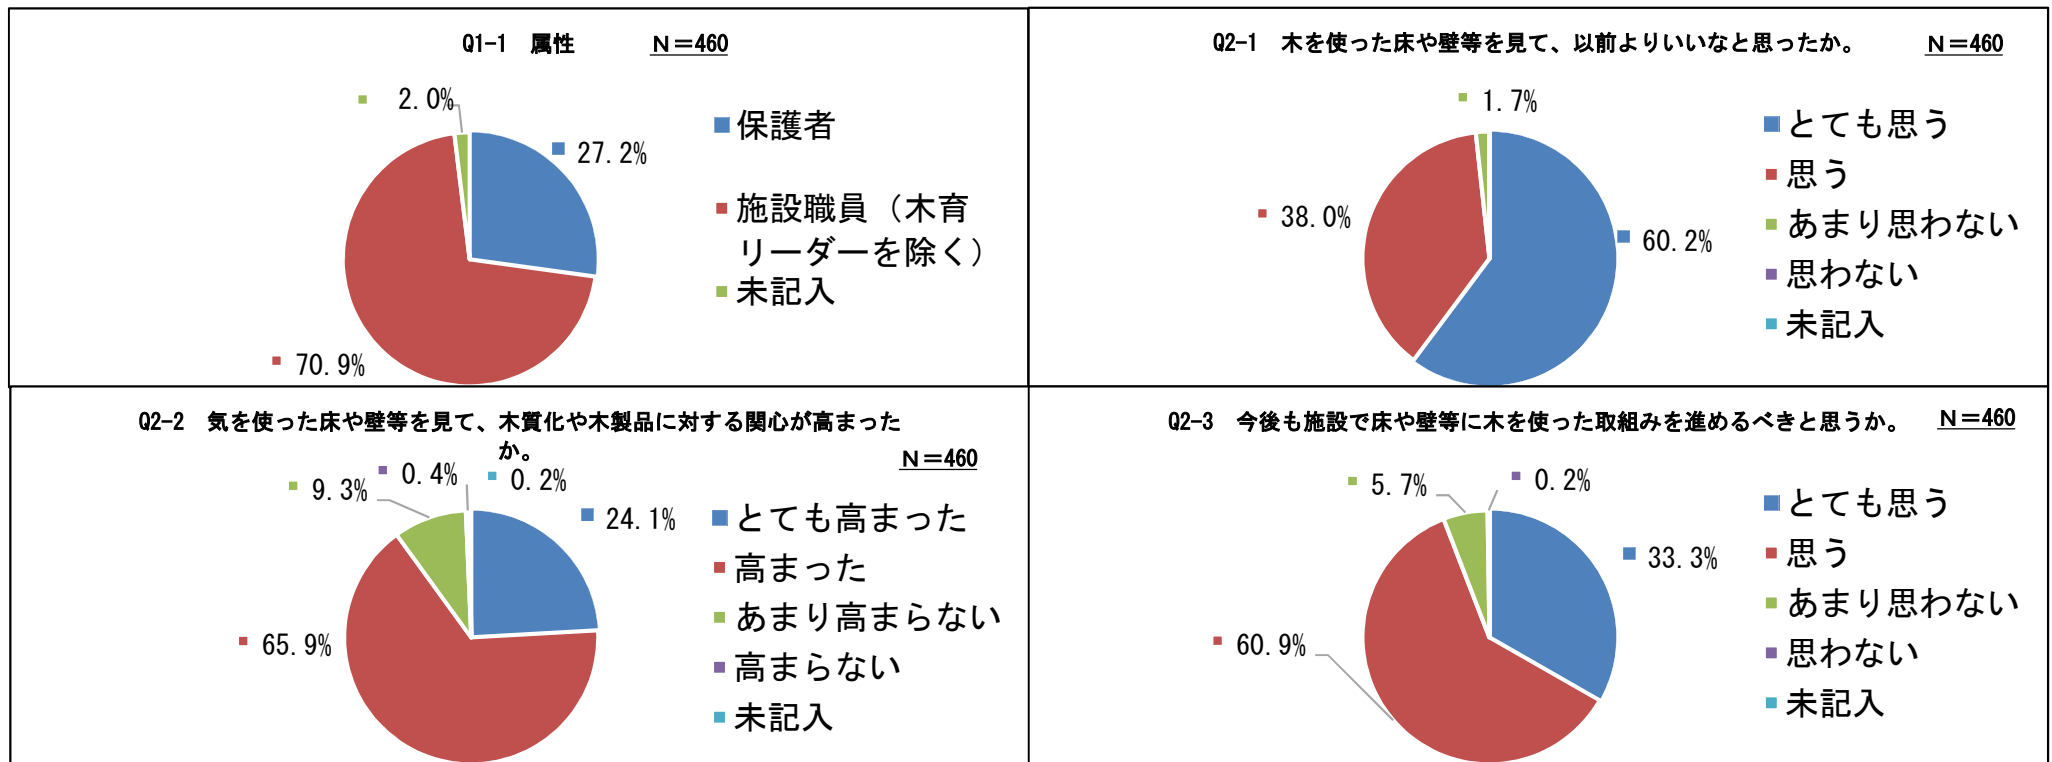 Q1-1　属性　N＝460
2.0%
27.2%
70.9%
保護者
施設職員（木育
リーダーを除く）
未記入
Q2-1　木を使った床や壁等を見て、以前よりいいなと思ったか。　N＝460
1.7%
38.0%
60.2%
とても思う
思う
あまり思わない
思わない
未記入
Q2-2　気を使った床や壁等を見て、木質化や木製品に対する関心が高まった
か。
N＝460
0.4%
0.2%
9.3%
24.1%
65.9%
とても高まった
高まった
あまり高まらない
高まらない
未記入
Q2-3　今後も施設で床や壁等に木を使った取組みを進めるべきと思うか。　N＝460
5.7%
0.2%
33.3%
60.9%
とても思う
思う
あまり思わない
思わない
未記入